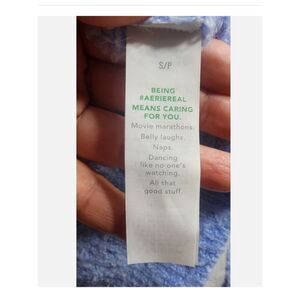 S/P
BEING
#AERIEREAL
MEANS CARING
FOR YOU.
Movie marathons.
Belly laughs.
Naps.
Dancing
like no one's
watching.
All that
good stuff.